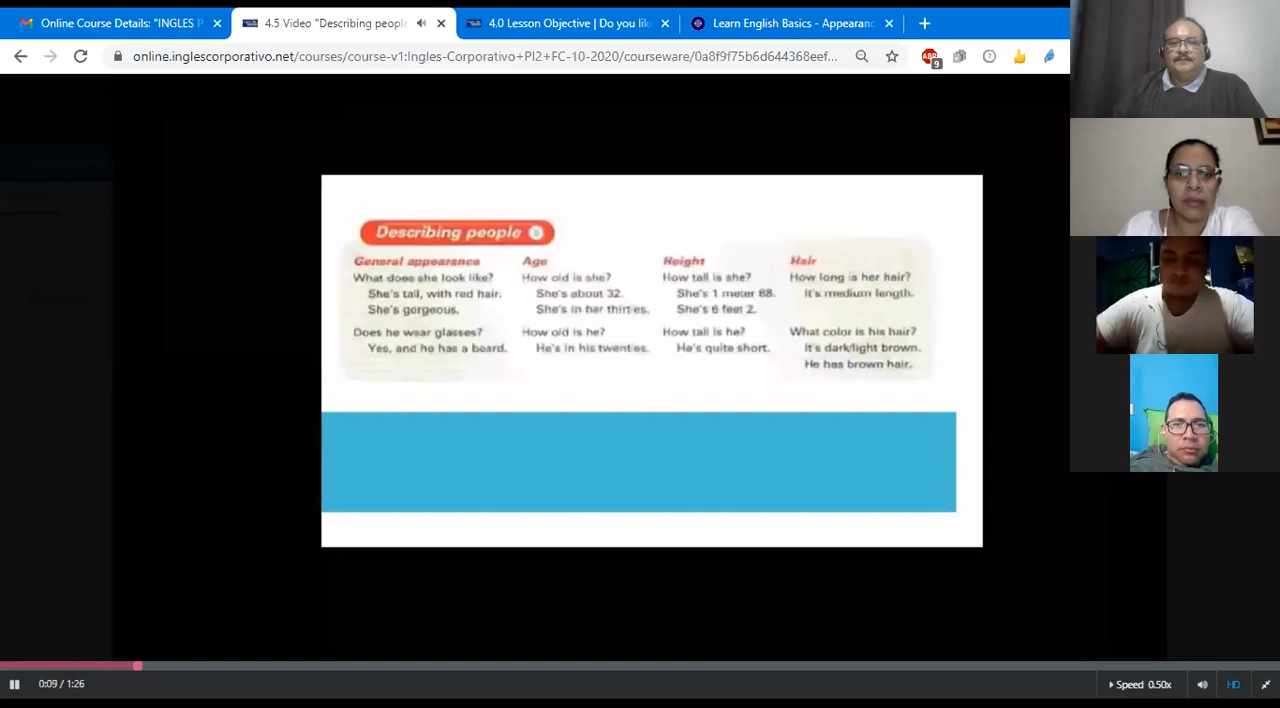 Online Course Details: "INGLES P
4.5 Video "Describing people
4.0 Lesson Objective | Do you lik
Learn English Basics - Appearanc
online.inglescorporativo.net/courses/course-v1:Ingles-Corparativo+PI2+FC-10-2020/courseware/0a8f9f75b6d644368eef...
ABP
9
Describing people
General appearance
What does she look like?
She's tall, with red hair.
She's gorgeous.
Does he wear glasses?
Yes, and he has a beard.
Age
How old is she?
She's about 32.
She's in her thirties.
How old is he?
He's in his twenties.
Height
How tall is she?
She's 1 meter 88.
She's 6 feet 2.
How tall is he?
He's quite short.
Hair
How long is her hair?
It's medium length.
What color is his hair?
It's dark/light brown.
He has brown hair.
0:09 / 1:26
Speed 0.50x
HD